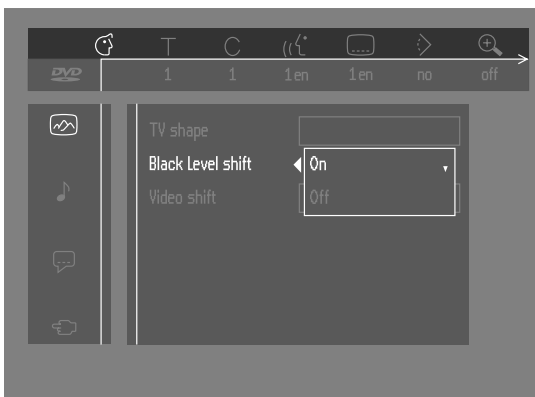 T C
DVD 1 1 1 en 1 en no off
TV shape
Black Level shift On
Video shift Off